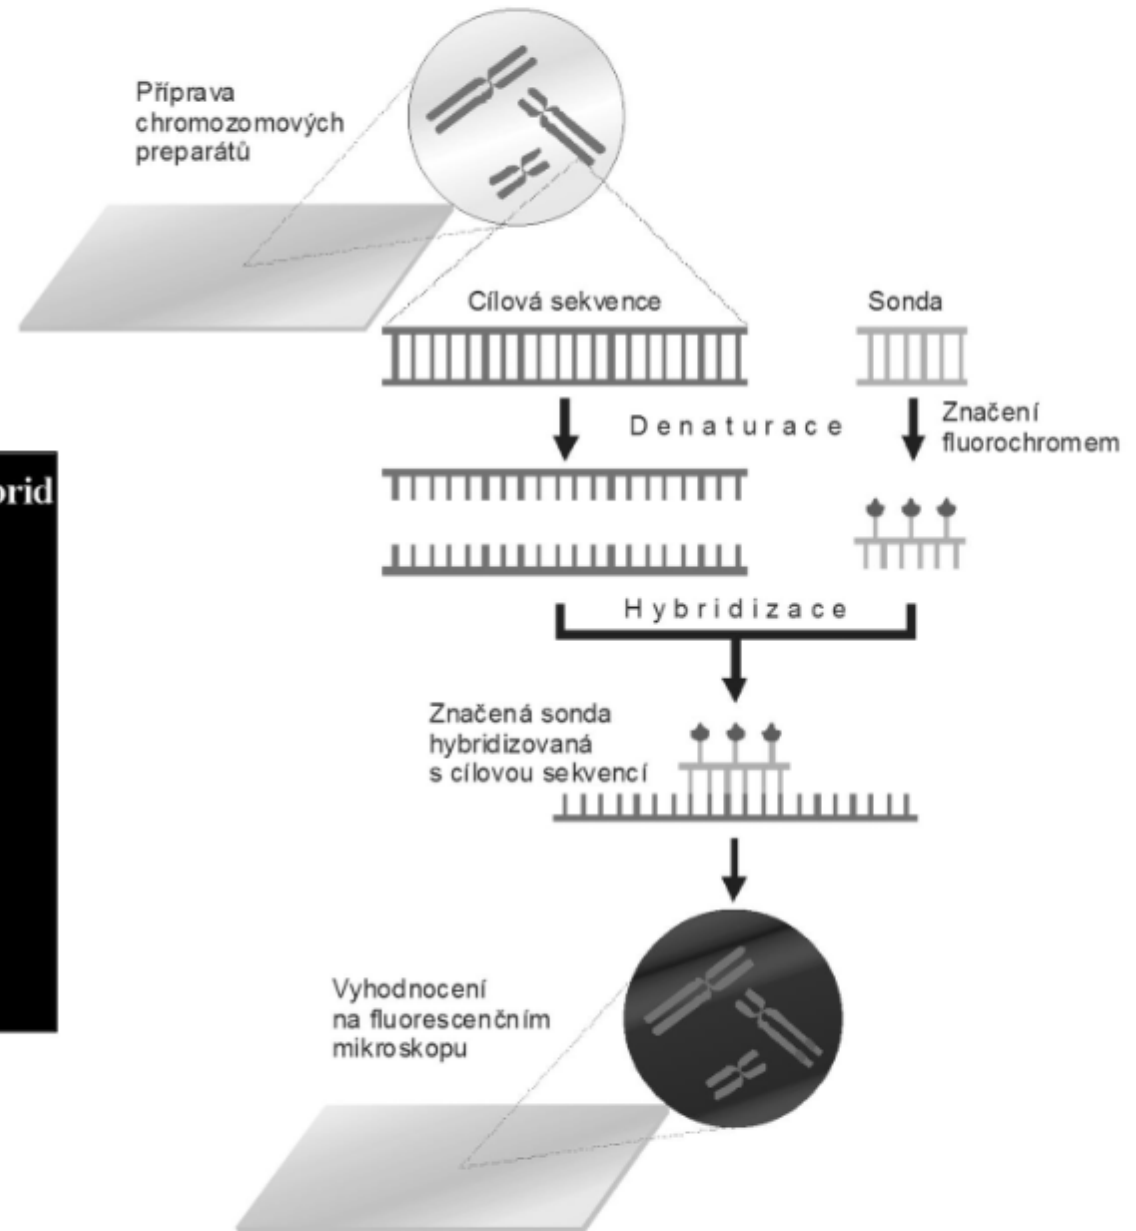 Příprava
chromozomových
preparátů
Cílová sekvence
Sonda
Denaturace
Značení
fluorochromem
Hybridizace
Značená sonda
hybridizovaná
s cílovou sekvencí
Vyhodnocení
na fluorescenčním
mikroskopu